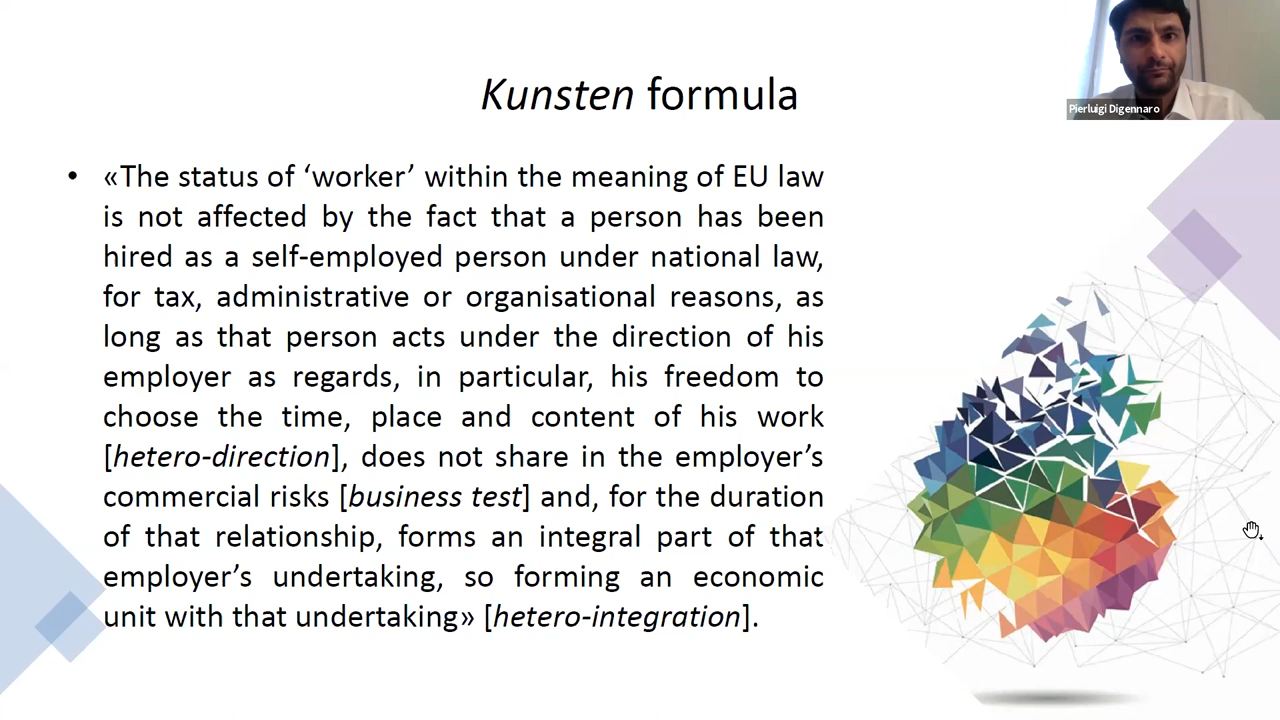 Pierluigi Digennaro
Kunsten formula
• «The status of ‘worker’ within the meaning of EU law
is not affected by the fact that a person has been
hired as a self-employed person under national law,
for tax, administrative or organisational reasons, as
long as that person acts under the direction of his
employer as regards, in particular, his freedom to
choose the time, place and content of his work
[hetero-direction], does not share in the employer’s
commercial risks [business test] and, for the duration
of that relationship, forms an integral part of that
employer’s undertaking, so forming an economic
unit with that undertaking» [hetero-integration].